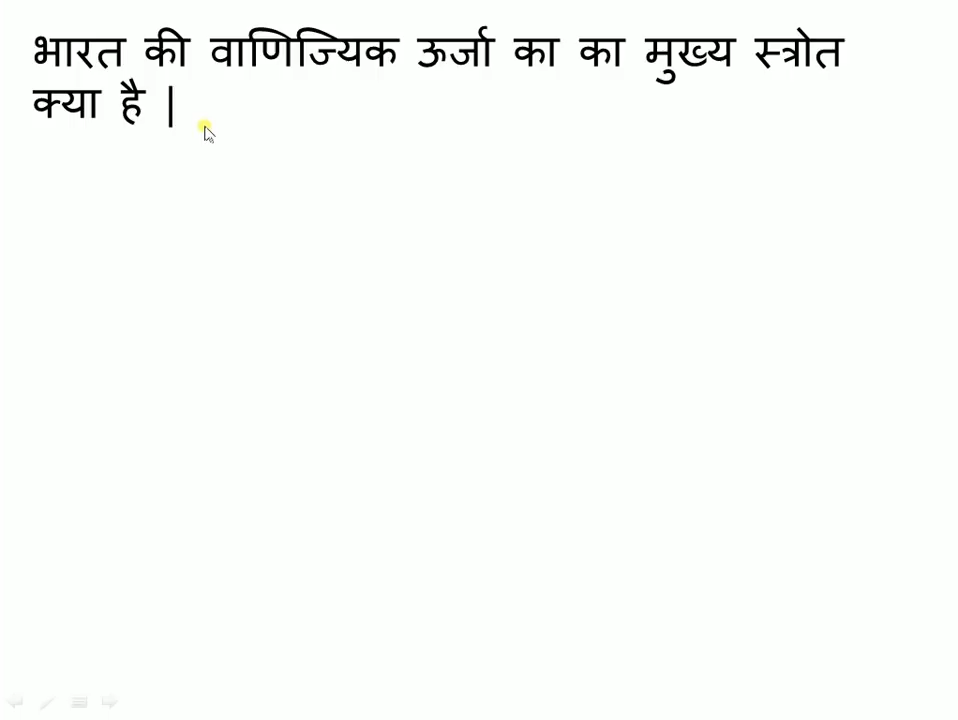 भारत की वाणिज्यिक ऊर्जा का का मुख्य स्त्रोत
क्या है |